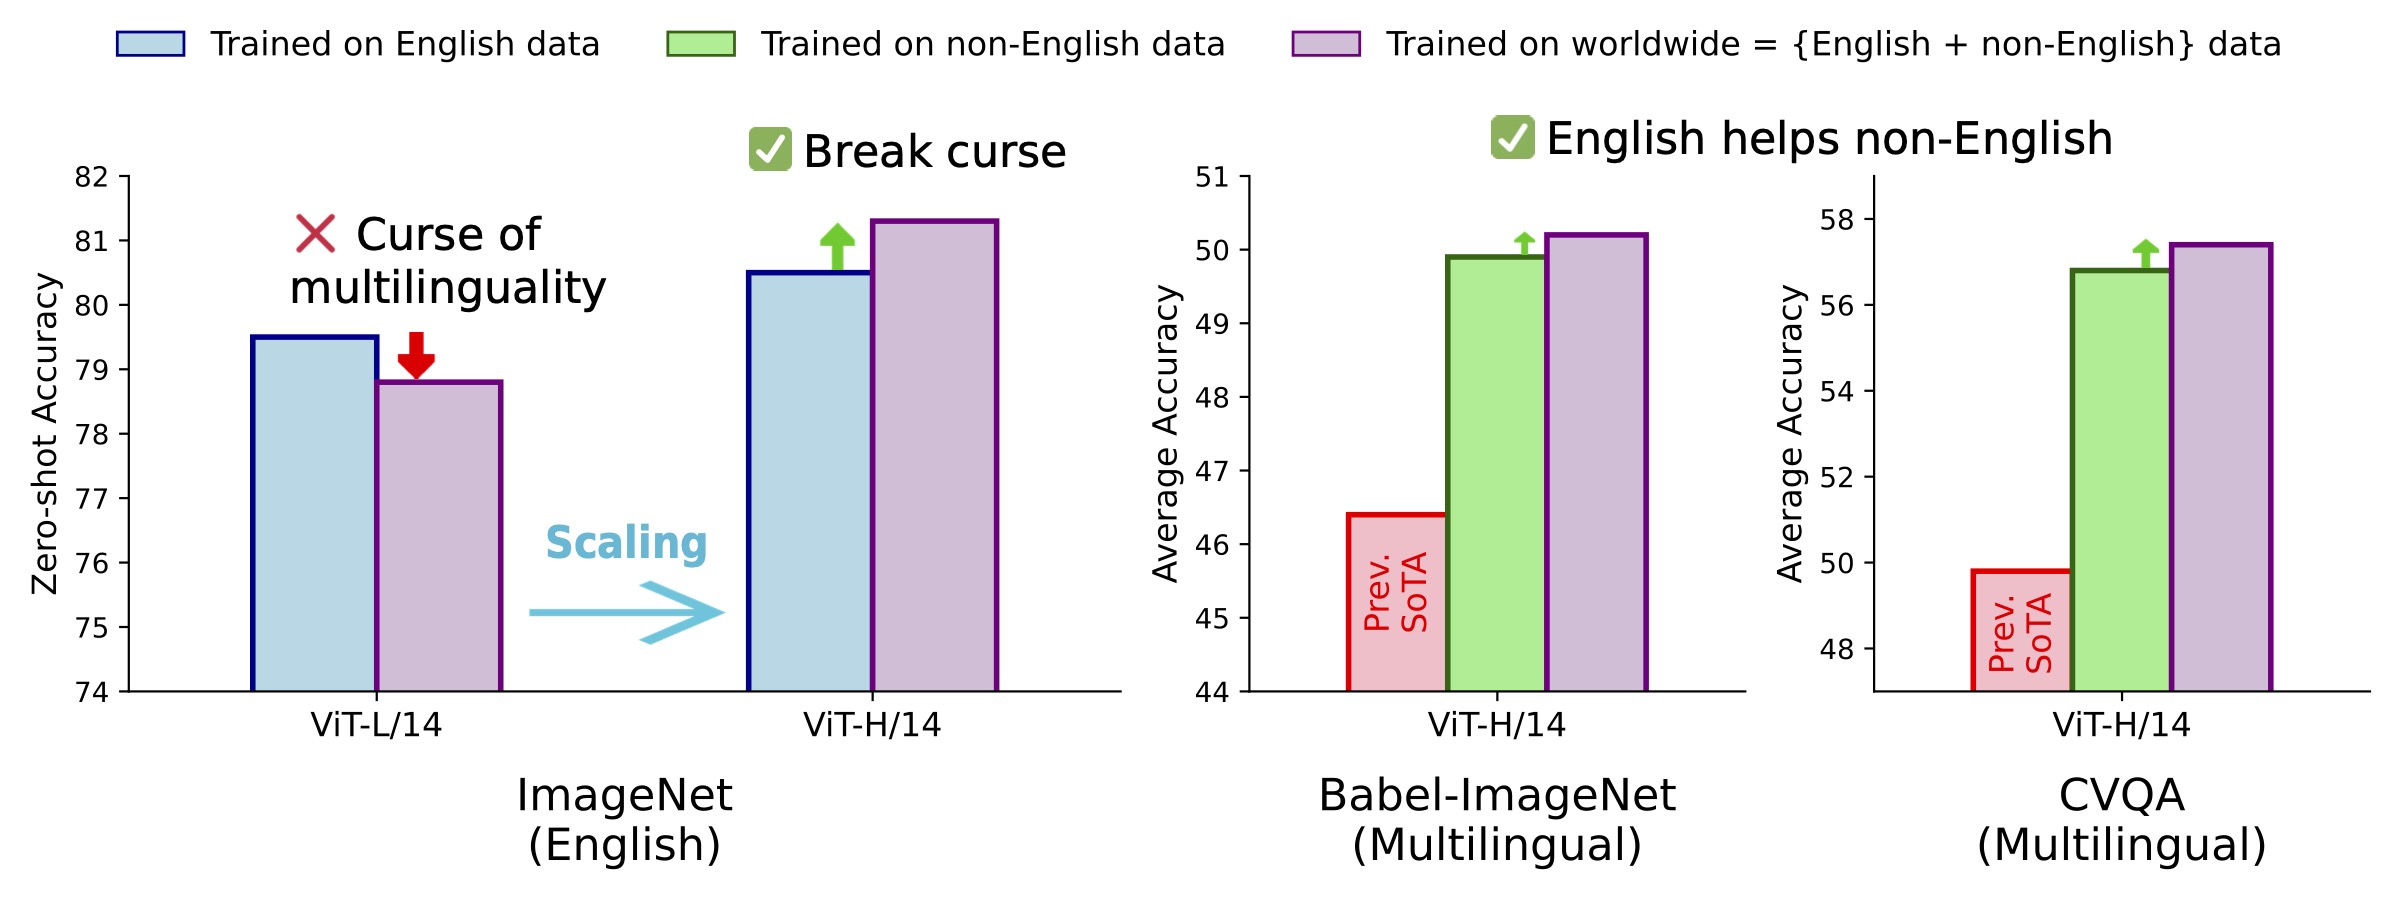 Trained on English data
Trained on non-English data
Trained on worldwide = {English + non-English} data
Break curse
English helps non-English
Curse of
multilinguality
Scaling
Zero-shot Accuracy
82
81
80
79
78
77
76
75
74
ViT-L/14
ViT-H/14
ImageNet
(English)
Average Accuracy
51
50
49
48
47
46
45
44
Prev.
SoTA
ViT-H/14
Babel-ImageNet
(Multilingual)
Average Accuracy
58
56
54
52
50
48
Prev.
SoTA
ViT-H/14
CVQA
(Multilingual)